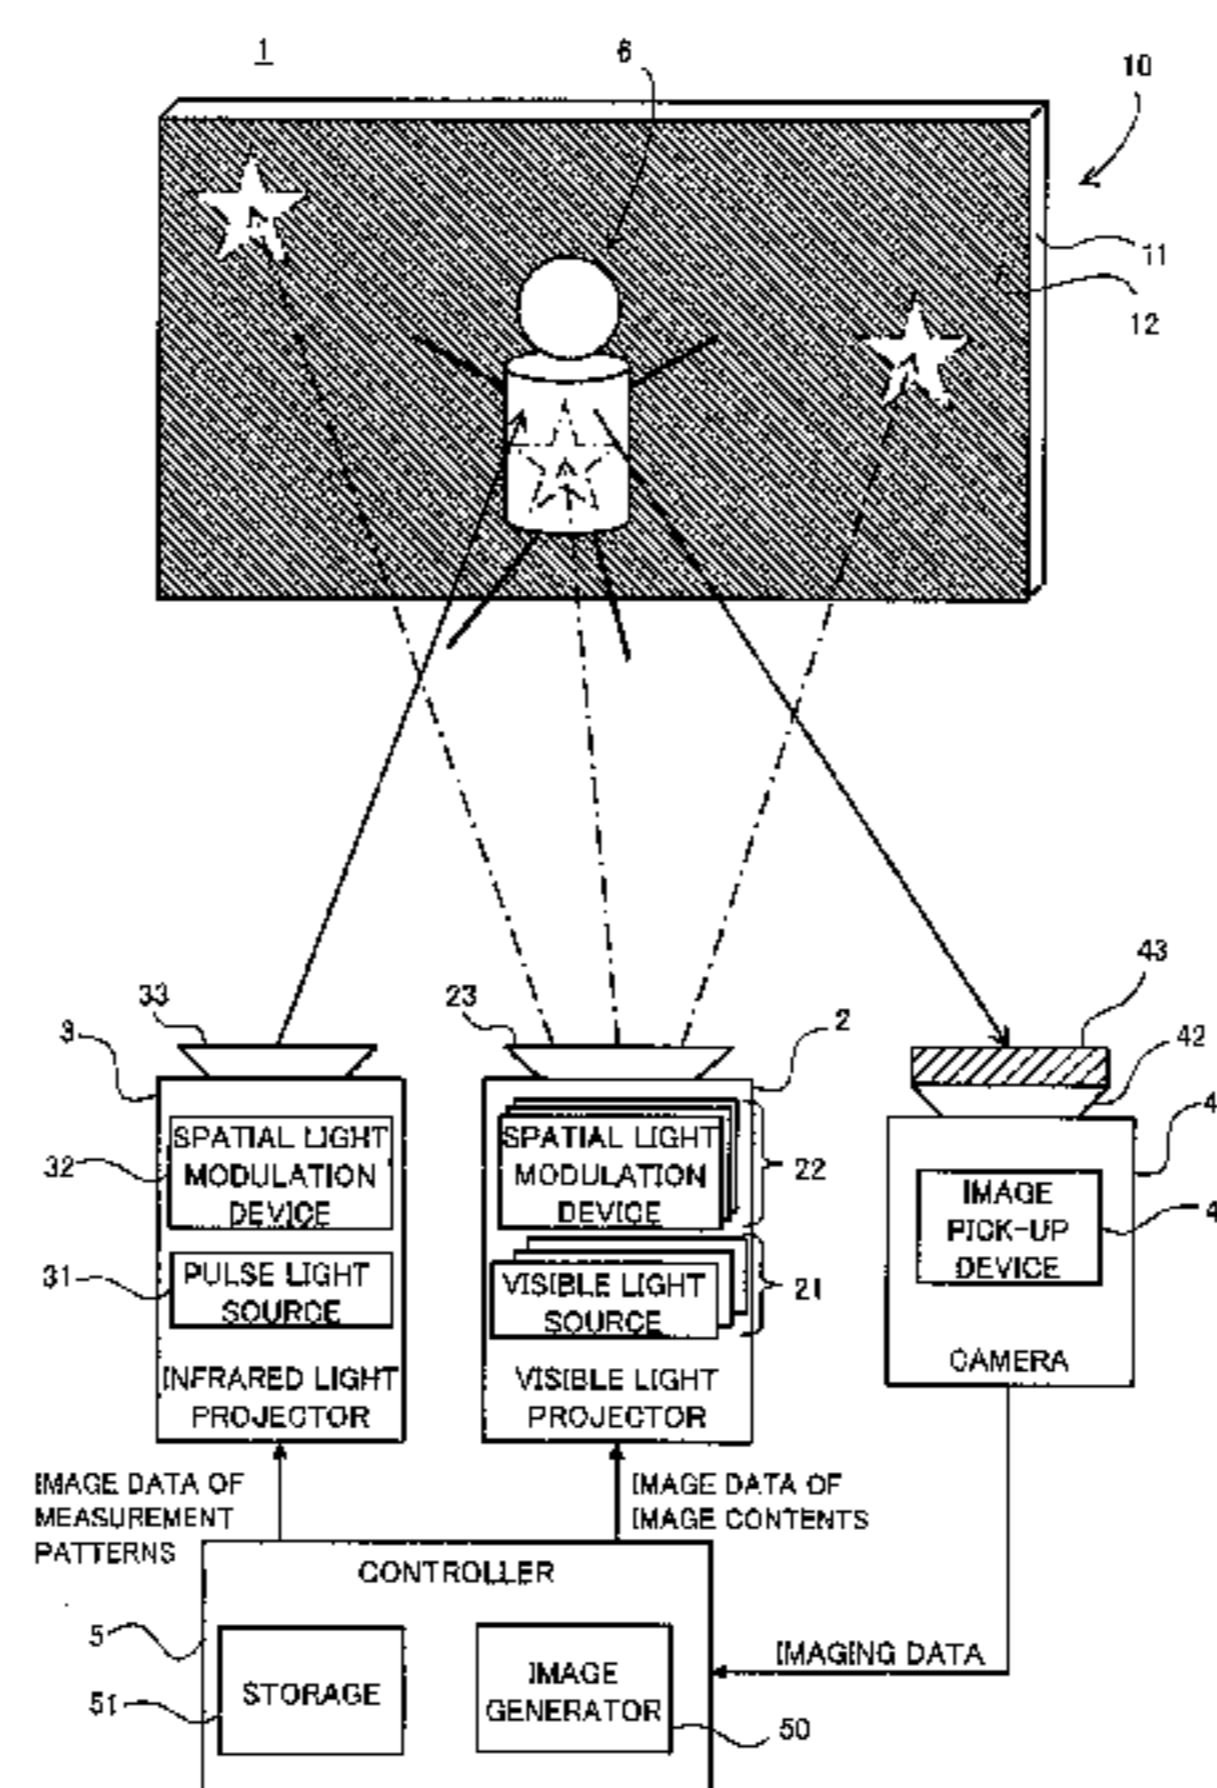 1
6
10
11
12
43
33
23
3
2
42
4
SPATIAL LIGHT
MODULATION
DEVICE
32
SPATIAL LIGHT
MODULATION
DEVICE
22
IMAGE
PICK-UP
DEVICE
4
31
PULSE LIGHT
SOURCE
VISIBLE LIGHT
SOURCE
21
CAMERA
INFRARED LIGHT
PROJECTOR
VISIBLE LIGHT
PROJECTOR
IMAGE DATA OF
MEASUREMENT
PATTERNS
IMAGE DATA OF
IMAGE CONTENTS
CONTROLLER
5
IMAGING DATA
STORAGE
51
IMAGE
GENERATOR
50